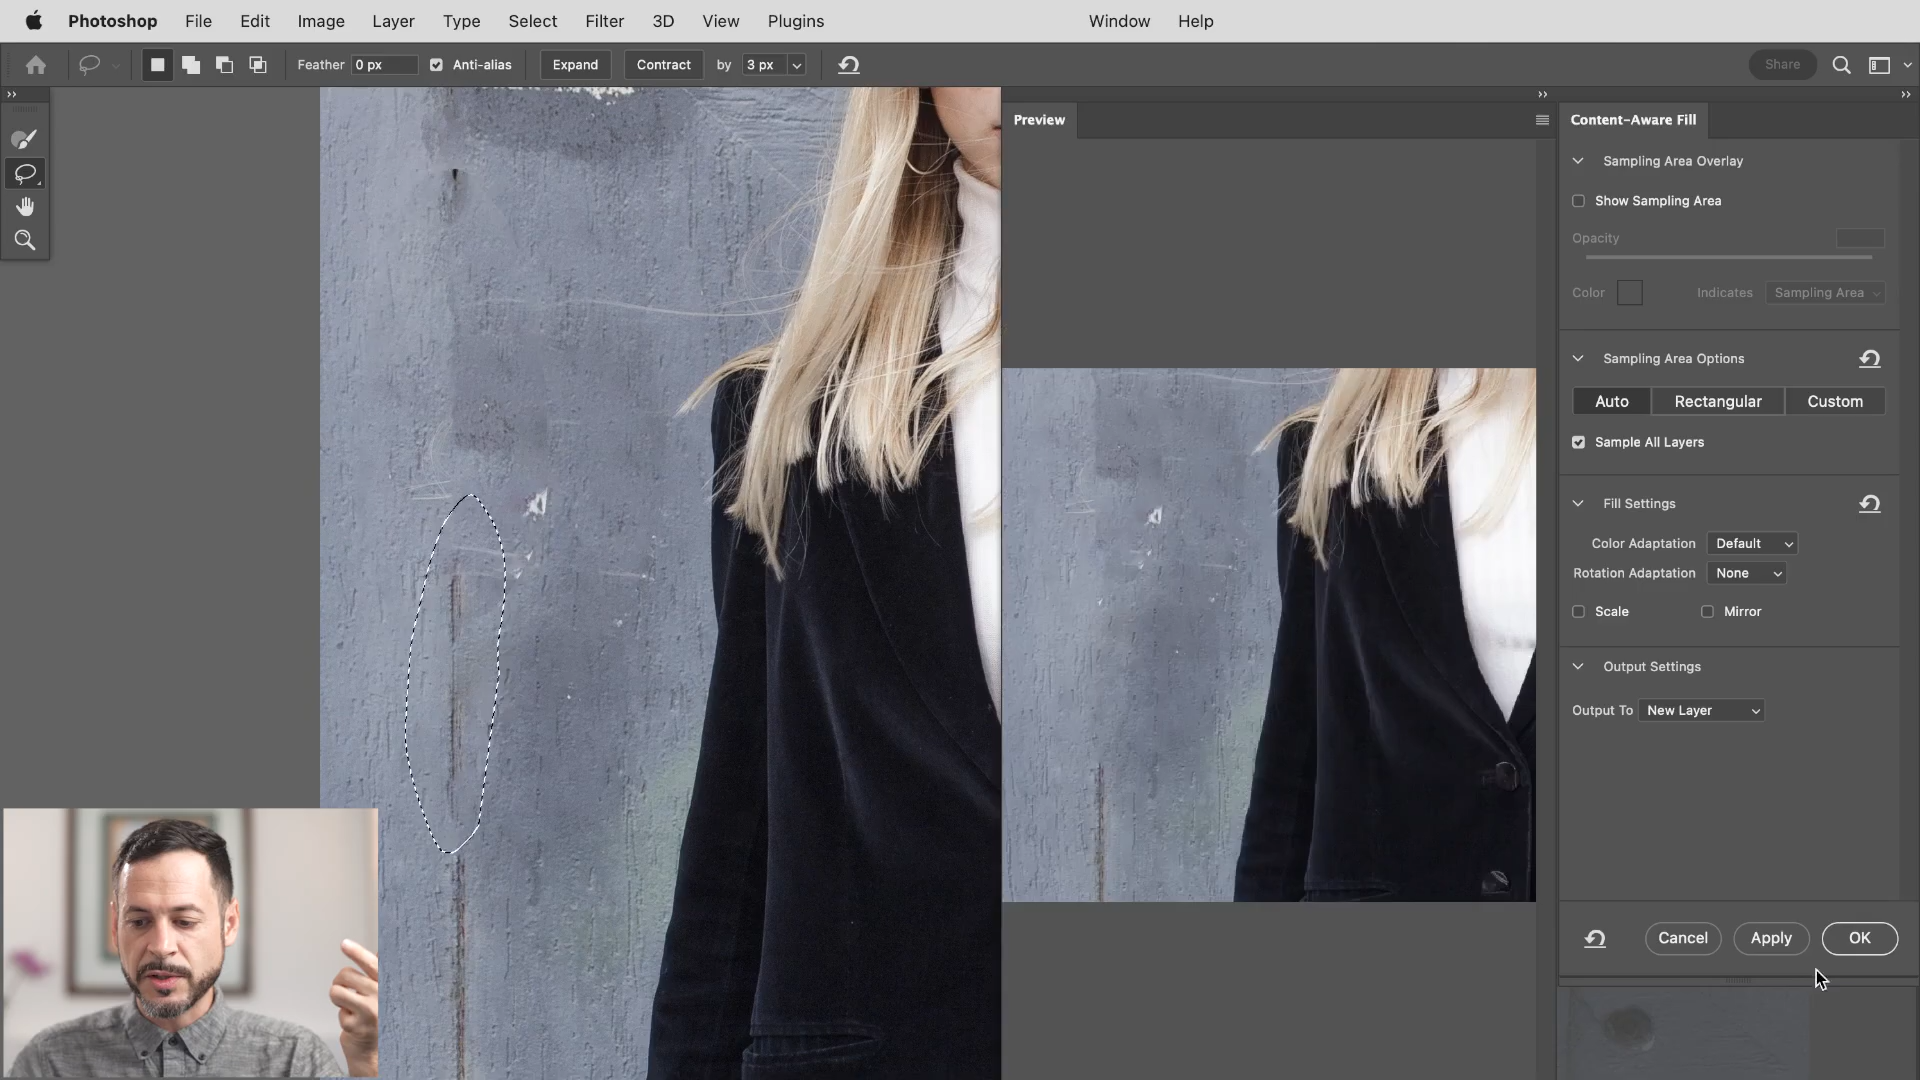 Photoshop File Edit Image Layer Type Select Filter 3D View Plugins Window Help
Feather 0 px Anti-alias Expand Contract by 3 px Share
Preview
Content-Aware Fill
Sampling Area Overlay
Show Sampling Area
Opacity
Color Indicates Sampling Area
Sampling Area Options
Auto Rectangular Custom
Sample All Layers
Fill Settings
Color Adaptation Default
Rotation Adaptation None
Scale Mirror
Output Settings
Output To New Layer
Cancel Apply OK